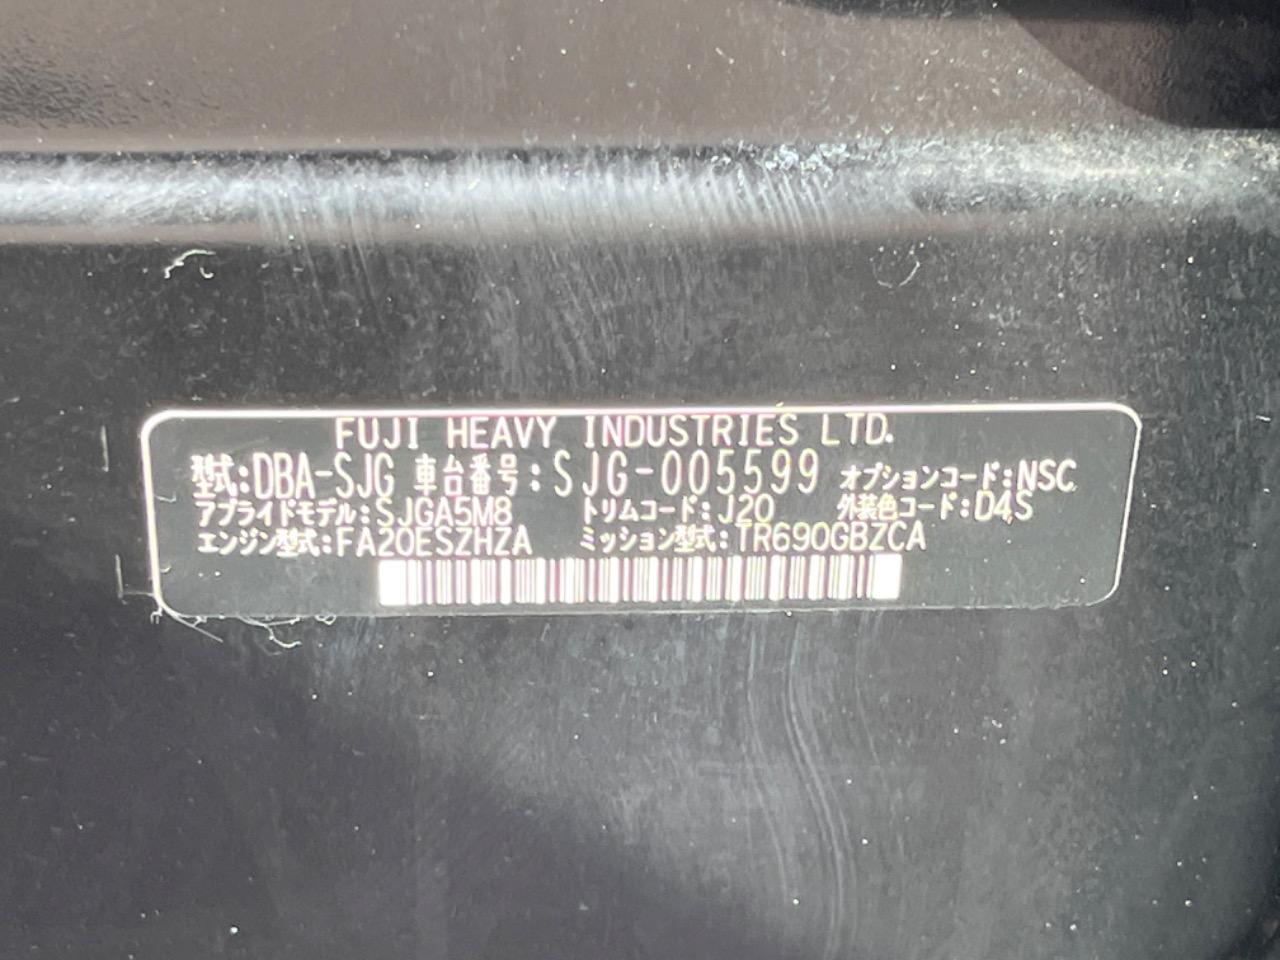 FUJI HEAVY INDUSTRIES LTD.
型式:DBA-SJG 車台番号:SJG-005599 オプションコード:NSC
アプライドモデル:SJGA5M8 トリムコード:J20 外装色コード:D4S
エンジン型式:FA20ESZHZA ミッション型式:TR690GBZCA